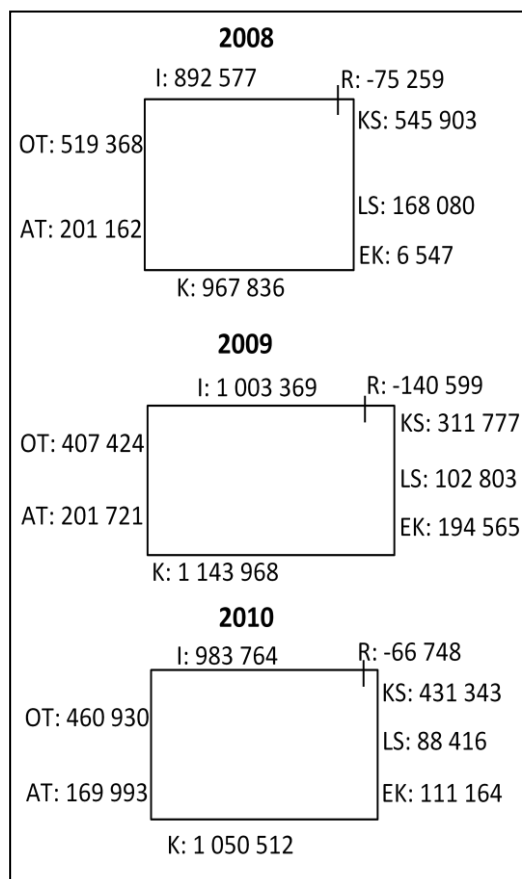 2008
I: 892 577 R: -75 259
KS: 545 903
OT: 519 368
LS: 168 080
AT: 201 162
EK: 6 547
K: 967 836
2009
I: 1 003 369 R: -140 599
KS: 311 777
OT: 407 424
LS: 102 803
AT: 201 721
EK: 194 565
K: 1 143 968
2010
I: 983 764 R: -66 748
KS: 431 343
OT: 460 930
LS: 88 416
AT: 169 993
EK: 111 164
K: 1 050 512